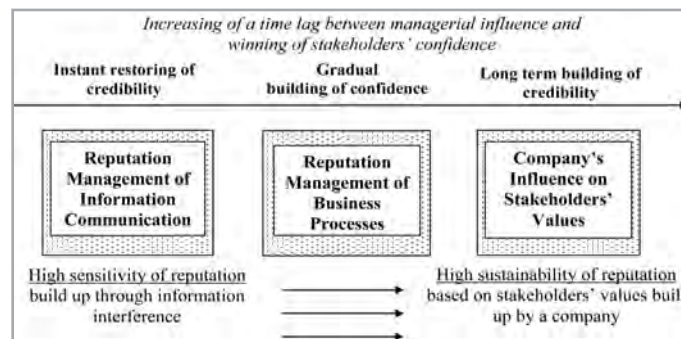 Increasing of a time lag between managerial influence and
winning of stakeholders' confidence
Instant restoring of
credibility
Gradual
building of confidence
Long term building of
credibility
Reputation
Management of
Information
Communication
Reputation
Management of
Business
Processes
Company's
Influence on
Stakeholders'
Values
High sensitivity of reputation
build up through information
interference
High sustainability of reputation
based on stakeholders' values build
up by a company